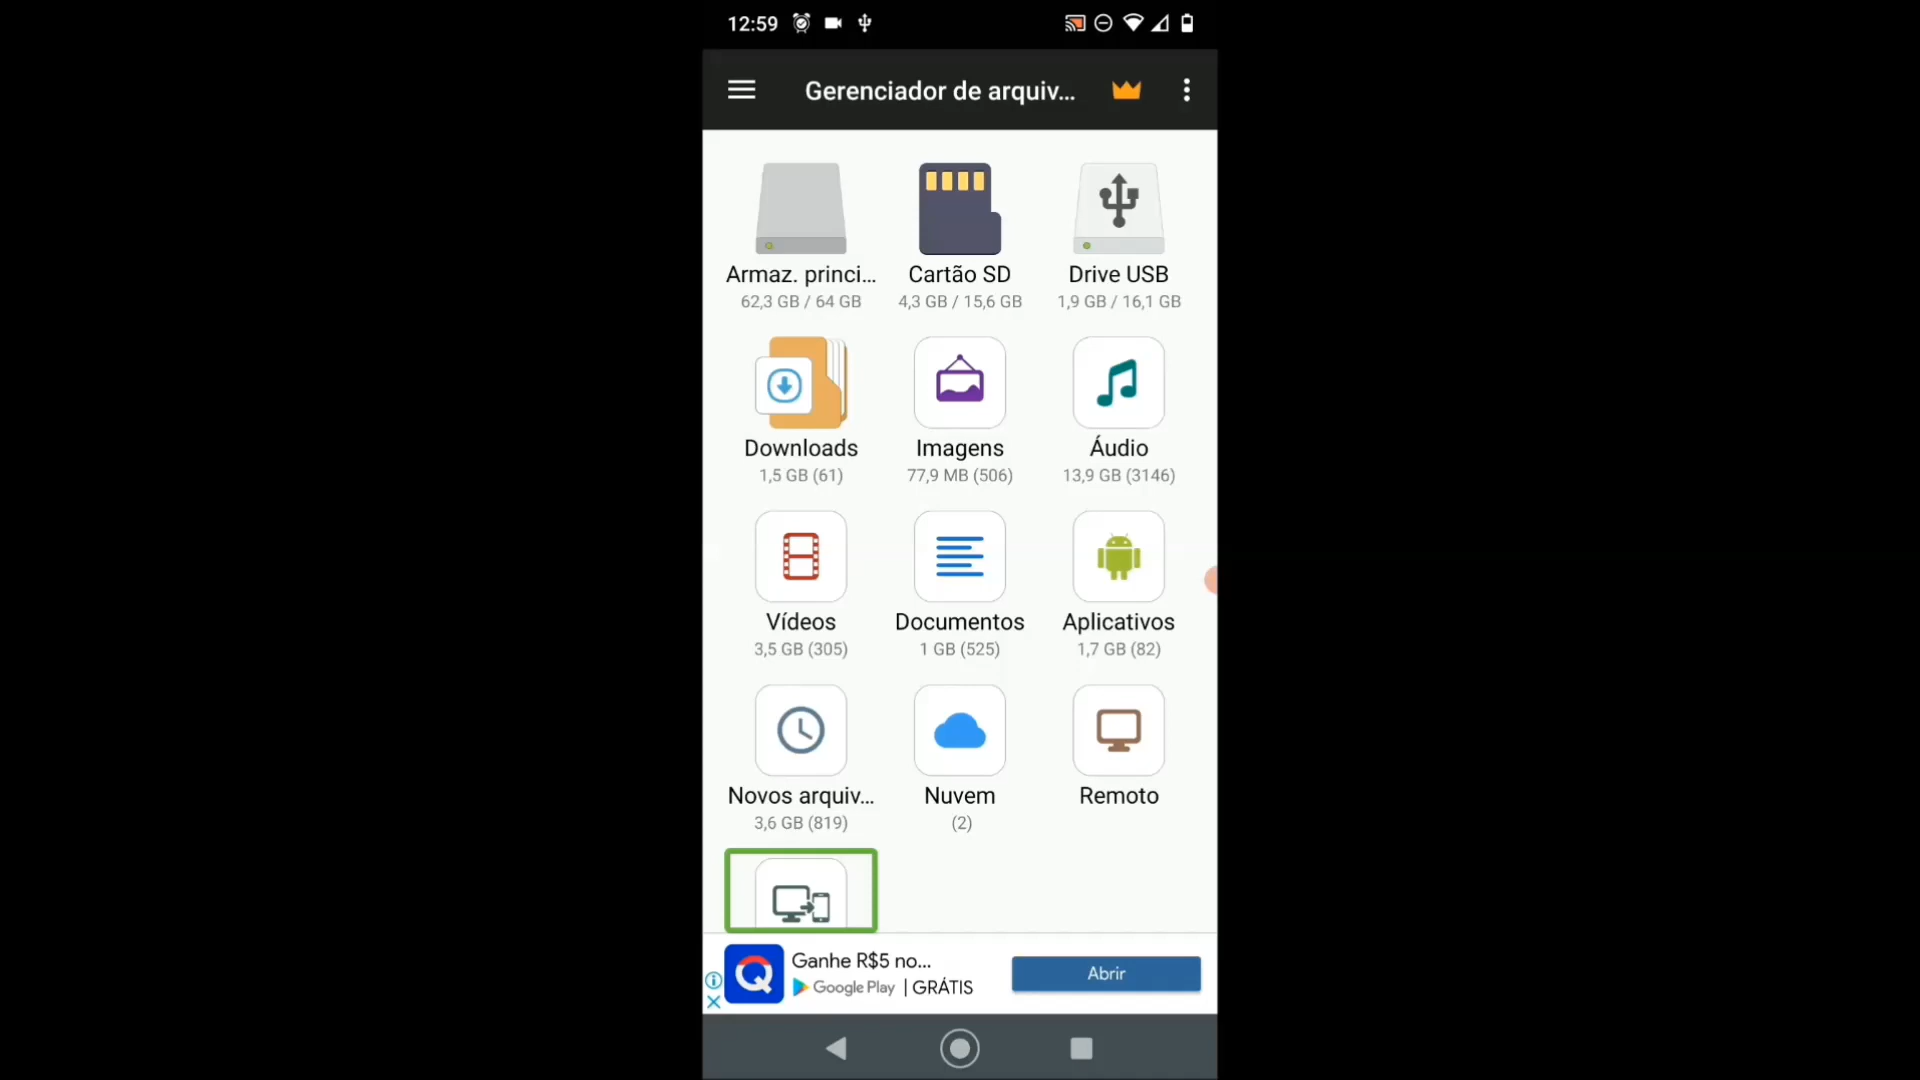 12:59
Gerenciador de arquiv...
Armaz. princi... Cartão SD Drive USB
62,3 GB / 64 GB 4,3 GB / 15,6 GB 1,9 GB / 16,1 GB
Downloads Imagens Áudio
1,5 GB (61) 77,9 MB (506) 13,9 GB (3146)
Vídeos Documentos Aplicativos
3,5 GB (305) 1 GB (525) 1,7 GB (82)
Novos arquiv... Nuvem Remoto
3,6 GB (819) (2)
Ganhe R$5 no... Abrir
Google Play | GRÁTIS